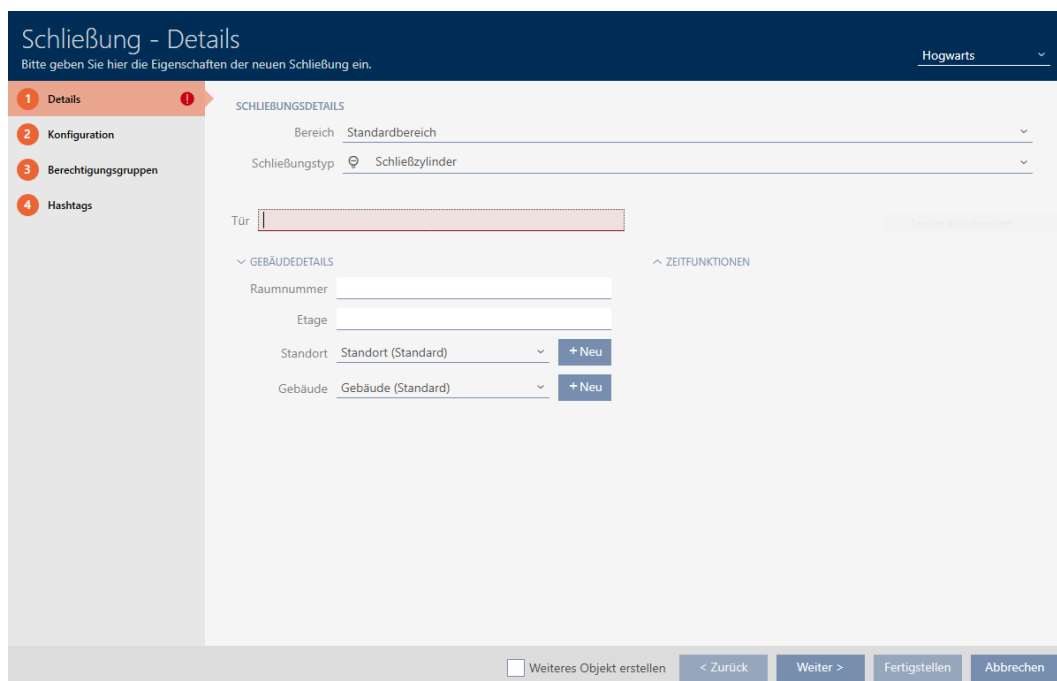 Schließung - Details
Bitte geben Sie hier die Eigenschaften der neuen Schließung ein.
Hogwarts
1 Details
2 Konfiguration
3 Berechtigungsgruppen
4 Hashtags
SCHLIEßUNGSDETAILS
Bereich Standardbereich
Schließungstyp Schließzylinder
Tür
GEBÄUDEDETAILS
Raumnummer
Etage
Standort Standort (Standard) +Neu
Gebäude Gebäude (Standard) +Neu
ZEITFUNKTIONEN
Weiteres Objekt erstellen < Zurück Weiter > Fertigstellen Abbrechen